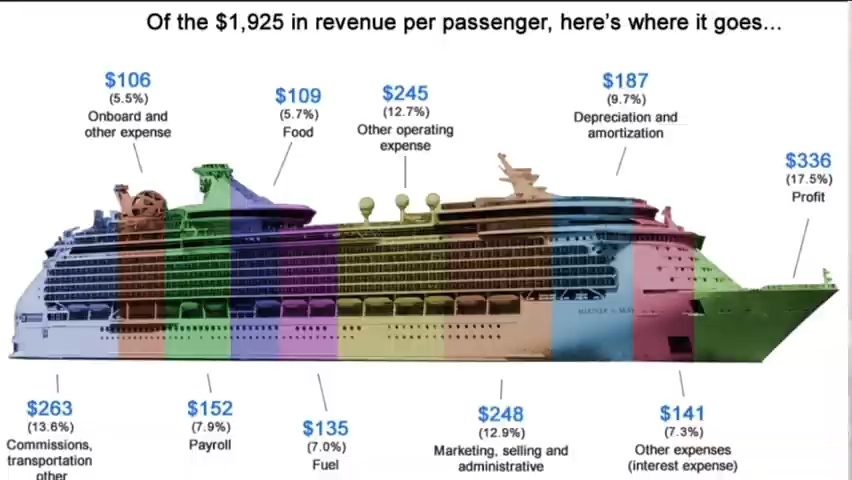 Of the $1,925 in revenue per passenger, here's where it goes...
$106
(5.5%)
Onboard and
other expense
$109
(5.7%)
Food
$245
(12.7%)
Other operating
expense
$187
(9.7%)
Depreciation and
amortization
$336
(17.5%)
Profit
$263
(13.6%)
Commissions,
transportation
other
$152
(7.9%)
Payroll
$135
(7.0%)
Fuel
$248
(12.9%)
Marketing, selling and
administrative
$141
(7.3%)
Other expenses
(interest expense)